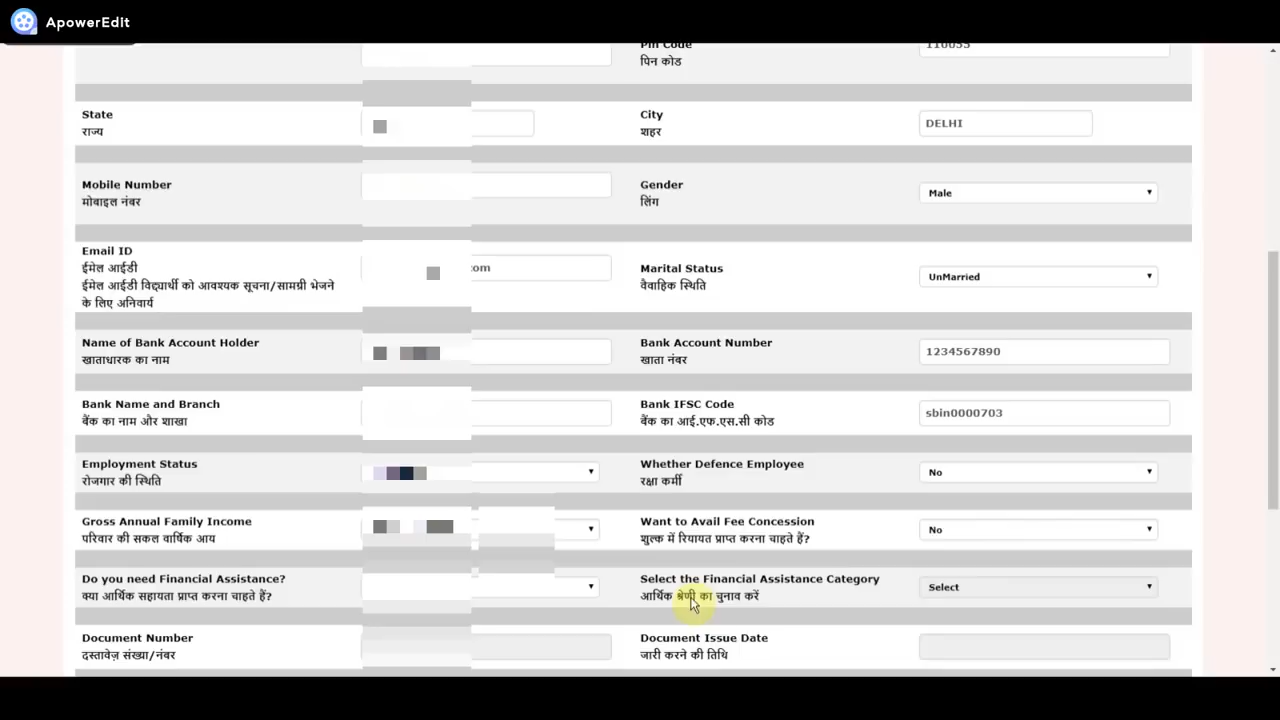 ApowerEdit
Pin Code
110055
पिन कोड
State
राज्य
City
शहर
DELHI
Mobile Number
मोबाइल नंबर
Gender
लिंग
Male
Email ID
ईमेल आईडी
ईमेल आईडी विद्यार्थी को आवश्यक सूचना/सामग्री भेजने
के लिए अनिवार्य
com
Marital Status
वैवाहिक स्थिति
UnMarried
Name of Bank Account Holder
खाताधारक का नाम
Bank Account Number
खाता नंबर
1234567890
Bank Name and Branch
बैंक का नाम और शाखा
Bank IFSC Code
बैंक का आई.एफ.एस.सी कोड
sbin0000703
Employment Status
रोजगार की स्थिति
Whether Defence Employee
रक्षा कर्मी
No
Gross Annual Family Income
परिवार की सकल वार्षिक आय
Want to Avail Fee Concession
शुल्क में रियायत प्राप्त करना चाहते हैं?
No
Do you need Financial Assistance?
क्या आर्थिक सहायता प्राप्त करना चाहते हैं?
Select the Financial Assistance Category
आर्थिक श्रेणी का चुनाव करें
Select
Document Number
दस्तावेज़ संख्या/नंबर
Document Issue Date
जारी करने की तिथि